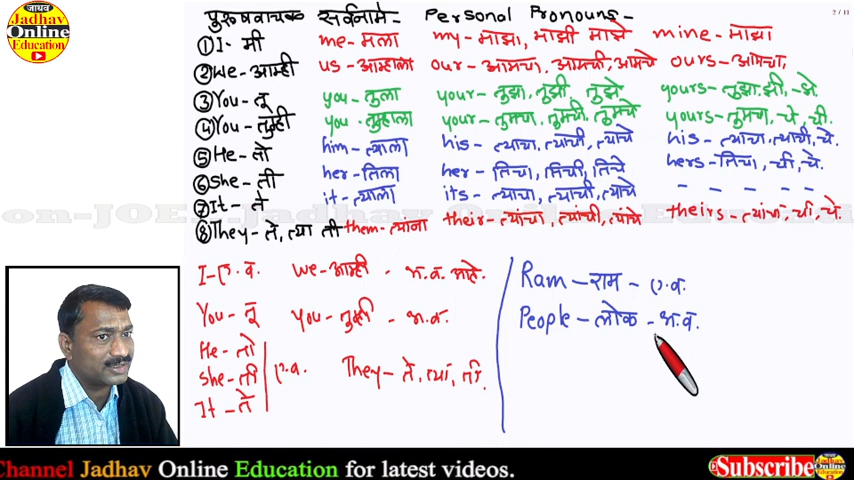 जाधव
Jadhav
Online
Education
पुरूषवाचक सर्वनामे - Personal Pronouns -
2 / 11
① I - मी me - मला my - माझा, माझी माझे mine - माझा
② We - आम्ही us - आम्हाला our - आमचा, आमची, आमचे ours - आमचा,
③ You - तू you - तुला your - तुझा, तुझी तुझे yours - तुझा, झी, - झे
④ You - तुम्ही you - तुम्हाला your - तुमचा, तुमची, तुमचे yours - तुमचा, चे, ची.
⑤ He - तो him - त्याला his - त्याचा, त्याची, त्याचे his - त्याचा, त्याची, चे.
⑥ She - ती her - तिला her - तिचा, तिची, तिचे hers - तिचा, ची, चे.
⑦ It - ते it - त्याला its - त्याचा, त्याची, त्याचे - - - - -
⑧ They - ते, त्या ती them - त्यांना their - त्यांचा, त्यांची, त्यांचे theirs - त्यांचा, ची, चे.
I - ए. व. We - आम्ही - अ. व. आहे.
You - तू You - तुम्ही - अ. व.
He - तो
She - ती ए.व. They - ते, त्या, ती.
It - ते
Ram - राम - ए.व.
People - लोक - अ.व.
Channel Jadhav Online Education for latest videos.
Subscribe